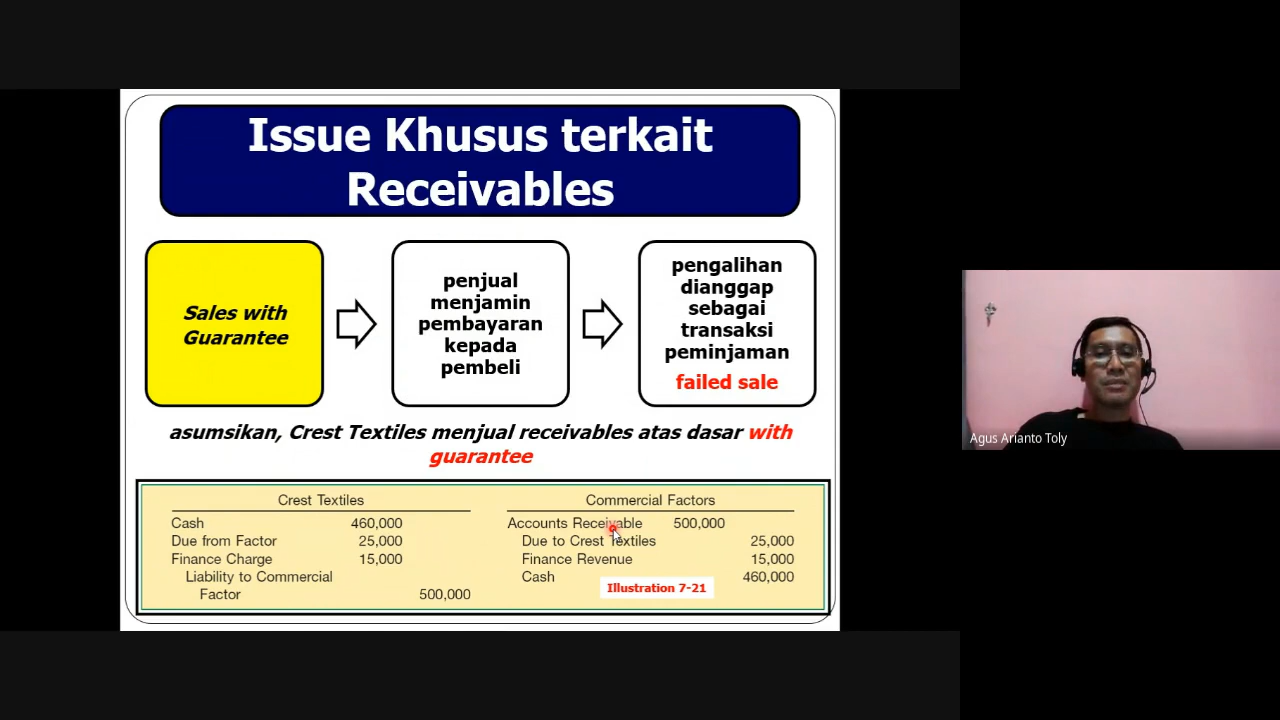 Issue Khusus terkait
Receivables
Sales with
Guarantee
penjual
menjamin
pembayaran
kepada
pembeli
pengalihan
dianggap
sebagai
transaksi
peminjaman
failed sale
asumsikan, Crest Textiles menjual receivables atas dasar with
guarantee
Crest Textiles
Cash 460,000
Due from Factor 25,000
Finance Charge 15,000
Liability to Commercial
Factor 500,000
Commercial Factors
Accounts Receivable 500,000
Due to Crest Textiles 25,000
Finance Revenue 15,000
Cash 460,000
Illustration 7-21
Agus Arianto Toly